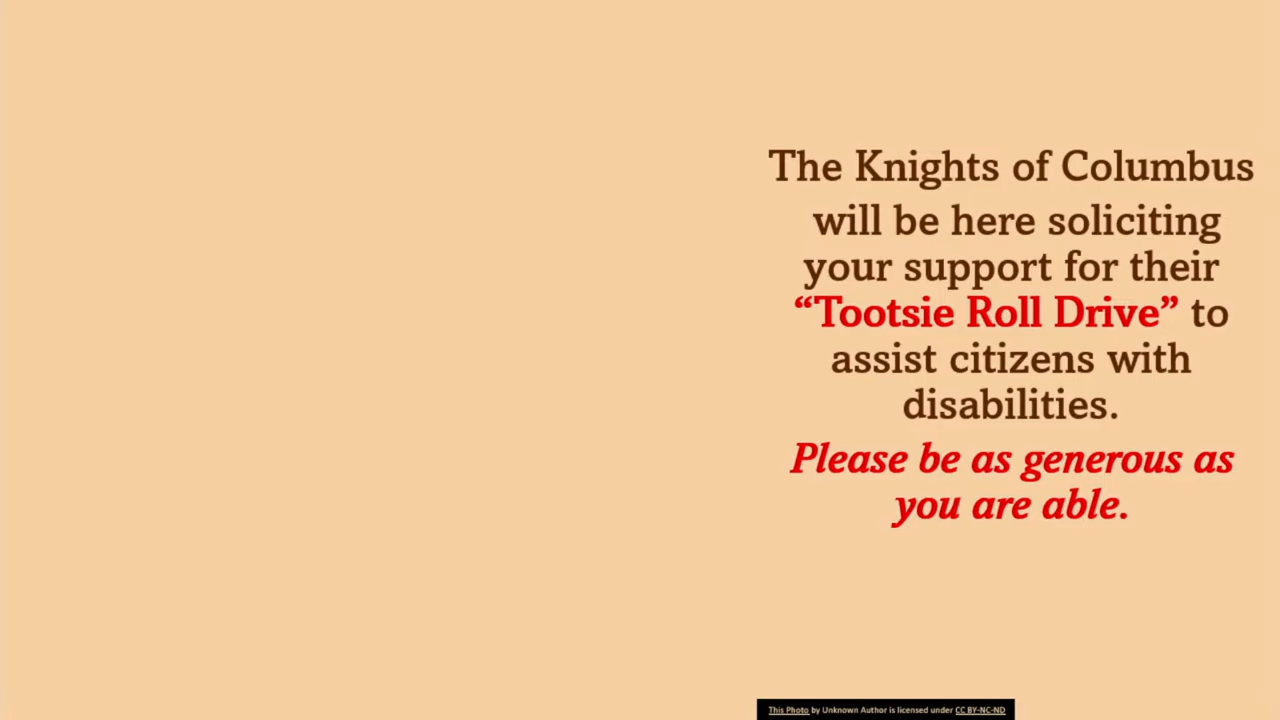 The Knights of Columbus
will be here soliciting
your support for their
“Tootsie Roll Drive” to
assist citizens with
disabilities.
Please be as generous as
you are able.
This Photo by Unknown Author is licensed under CC BY-NC-ND